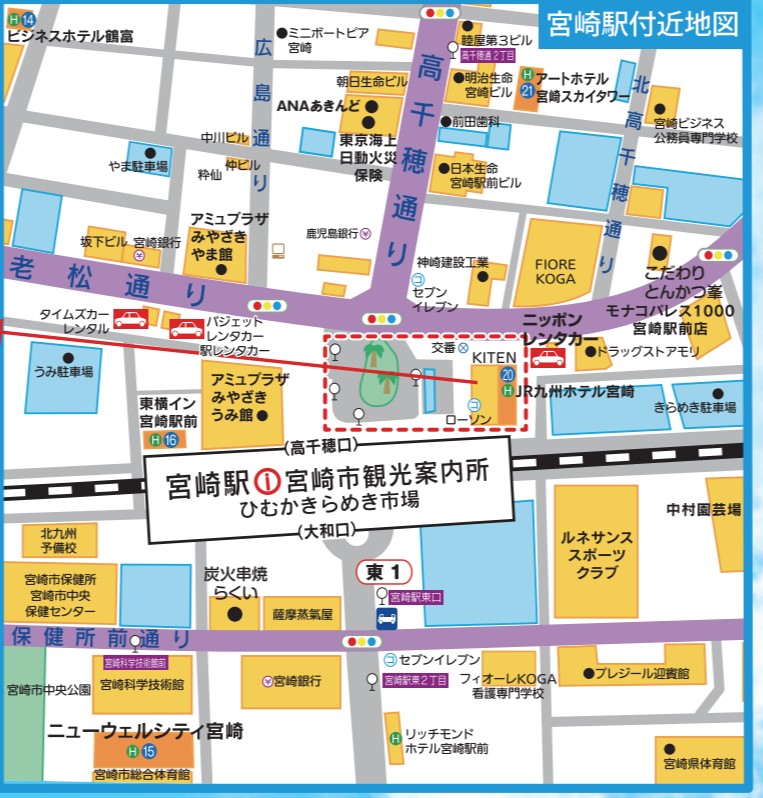 宮崎駅付近地図
H 14
ビジネスホテル鶴富
広島通り
ミニボートピア
宮崎
高千穂通り
睦屋第3ビル
高千穂通2丁目
朝日生命ビル
明治生命
宮崎ビル
H
21
アートホテル
宮崎スカイタワー
北高千穂通り
宮崎ビジネス
公務員専門学校
ANAあきんど
東京海上
日動火災
保険
前田歯科
中川ビル
やま駐車場
仲ビル
粋仙
日本生命
宮崎駅前ビル
坂下ビル
宮崎銀行
アミュプラザ
みやざき
やま館
鹿児島銀行
神崎建設工業
セブン
イレブン
FIORE
KOGA
こだわり
とんかつ峯
モナコパレス1000
宮崎駅前店
老松通り
タイムズカー
レンタル
バジェット
レンタカー
駅レンタカー
ニッポン
レンタカー
交番
KITEN
20
H
JR九州ホテル宮崎
ローソン
ドラッグストアモリ
うみ駐車場
東横イン
宮崎駅前
H 16
アミュプラザ
みやざき
うみ館
きらめき駐車場
(高千穂口)
宮崎駅 i 宮崎市観光案内所
ひむかきらめき市場
(大和口)
北九州
予備校
宮崎市保健所
宮崎市中央
保健センター
炭火串焼
らくい
薩摩蒸氣屋
東1
宮崎駅東口
ルネサンス
スポーツ
クラブ
中村園芸場
保健所前通り
宮崎科学技術館前
宮崎市中央公園
宮崎科学技術館
宮崎銀行
セブンイレブン
宮崎駅東2丁目
フィオーレKOGA
看護専門学校
プレジール迎賓館
ニューウェルシティ宮崎
H 15
宮崎市総合体育館
H
リッチモンド
ホテル宮崎駅前
宮崎県体育館